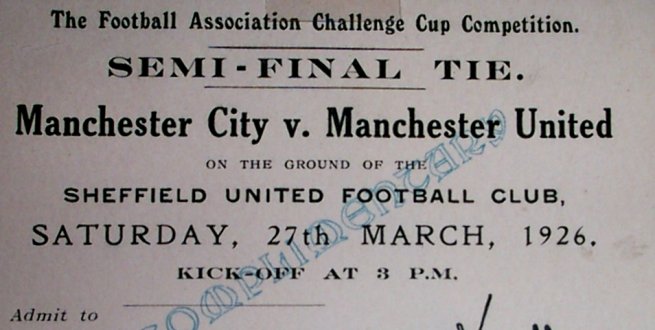 The Football Association Challenge Cup Competition.
SEMI-FINAL TIE.
Manchester City v. Manchester United
ON THE GROUND OF THE
SHEFFIELD UNITED FOOTBALL CLUB,
SATURDAY, 27th MARCH, 1926.
KICK-OFF AT 3 P.M.
COMPLIMENTARY
Admit to